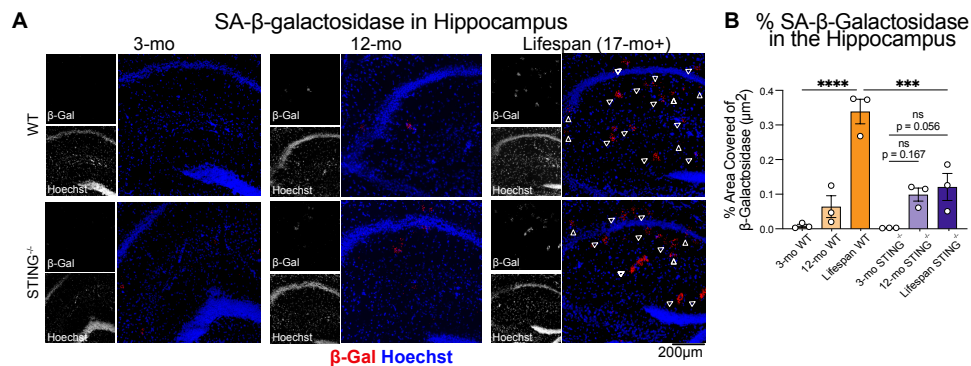 A
SA-β-galactosidase in Hippocampus
3-mo
12-mo
Lifespan (17-mo+)
WT
β-Gal
Hoechst
β-Gal
Hoechst
β-Gal
Hoechst
STING⁻/⁻
β-Gal
Hoechst
β-Gal
Hoechst
β-Gal
Hoechst
β-Gal Hoechst
200μm
B
% SA-β-Galactosidase
in the Hippocampus
% Area Covered of
β-Galactosidase (μm2)
0.4
0.3
0.2
0.1
0.0
****
***
ns
p = 0.056
ns
p = 0.167
3-mo WT
12-mo WT
Lifespan WT
3-mo STING⁻/⁻
12-mo STING⁻/⁻
Lifespan STING⁻/⁻